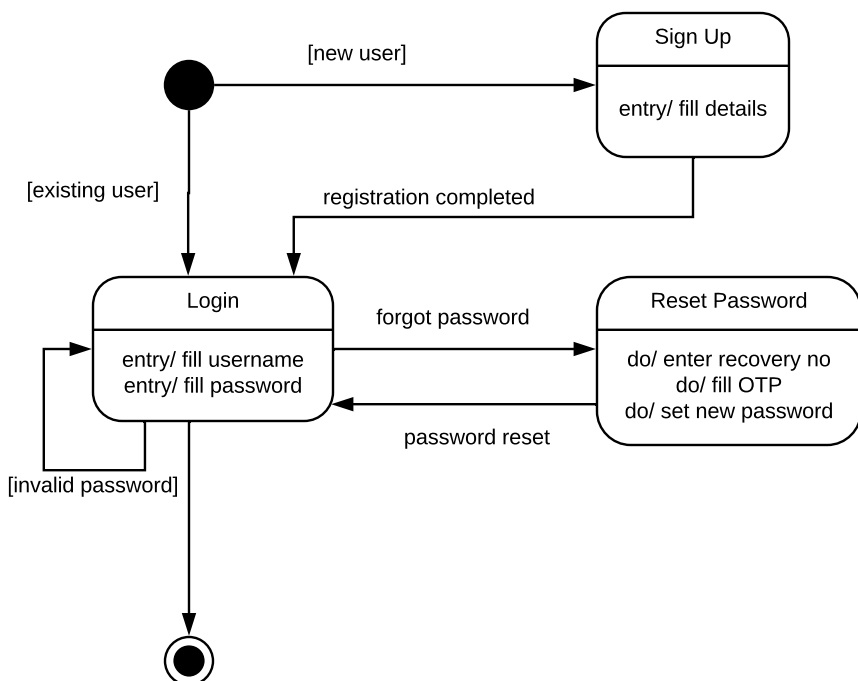 Sign Up
[new user]
entry/ fill details
[existing user]
registration completed
Login
entry/ fill username
entry/ fill password
forgot password
Reset Password
do/ enter recovery no
do/ fill OTP
do/ set new password
password reset
[invalid password]